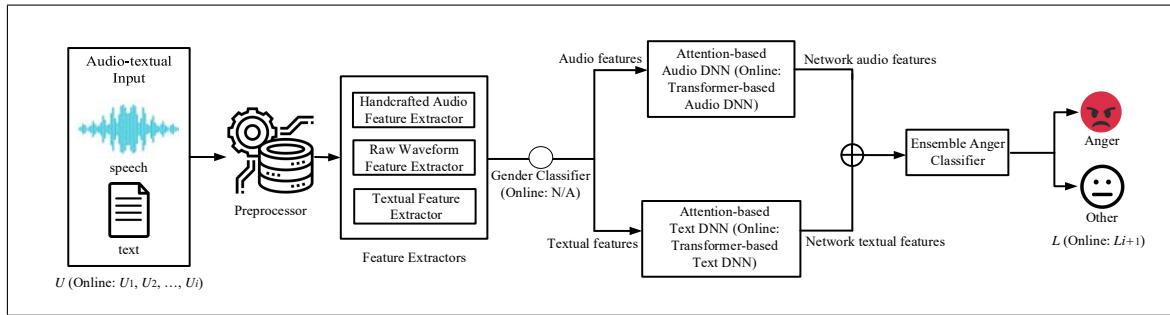 Audio-textual
Input
speech
text
U (Online: U1, U2, …, Ui)
Preprocessor
Handcrafted Audio
Feature Extractor
Raw Waveform
Feature Extractor
Textual Feature
Extractor
Feature Extractors
Gender Classifier
(Online: N/A)
Audio features
Textual features
Attention-based
Audio DNN (Online:
Transformer-based
Audio DNN)
Attention-based
Text DNN (Online:
Transformer-based
Text DNN)
Network audio features
Network textual features
Ensemble Anger
Classifier
Anger
Other
L (Online: Li+1)